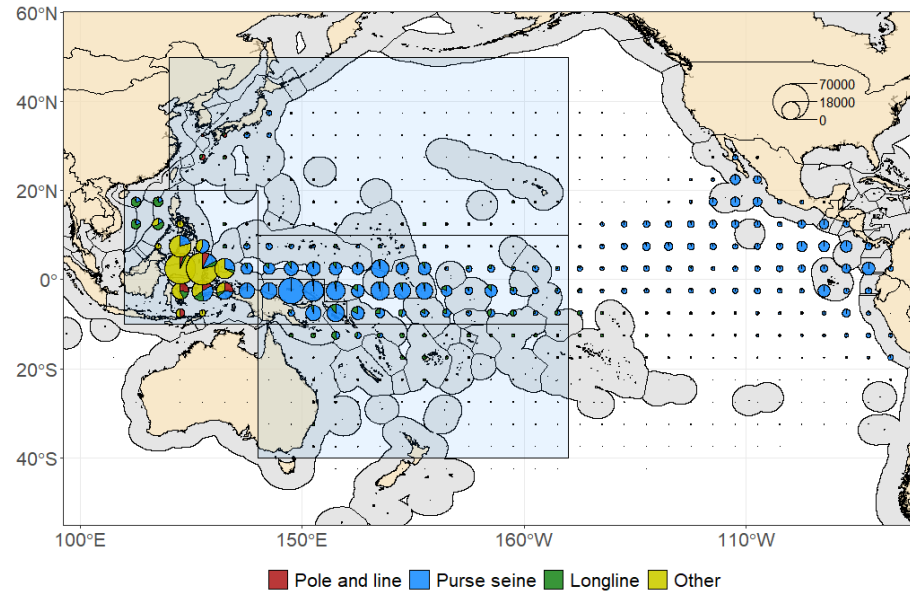 60°N
40°N
20°N
0°
20°S
40°S
70000
18000
0
100°E 150°E 160°W 110°W
Pole and line Purse seine Longline Other